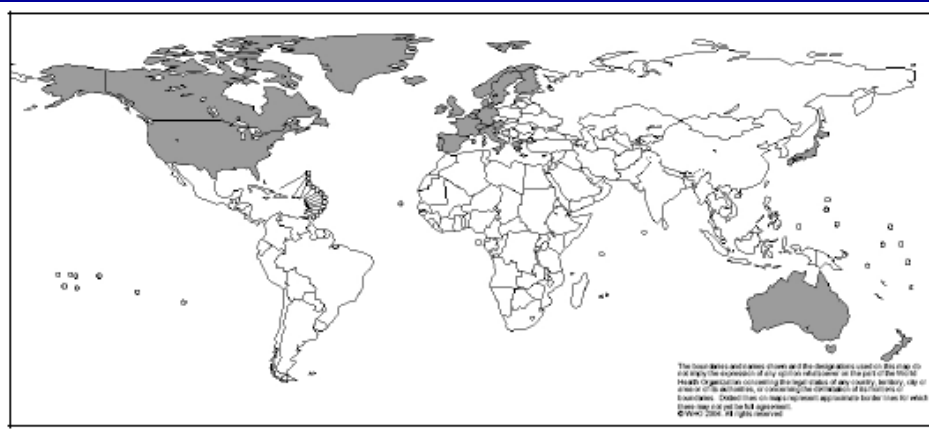 The boundaries and names shown and the designations used on this map do
not imply the expression of any opinion whatsoever on the part of the World
Health Organization concerning the legal status of any country, territory, city or
area or of its authorities, or concerning the delimitation of its frontiers or
boundaries. Dotted lines on maps represent approximate border lines for which
there may not yet be full agreement.
© WHO 2004. All rights reserved